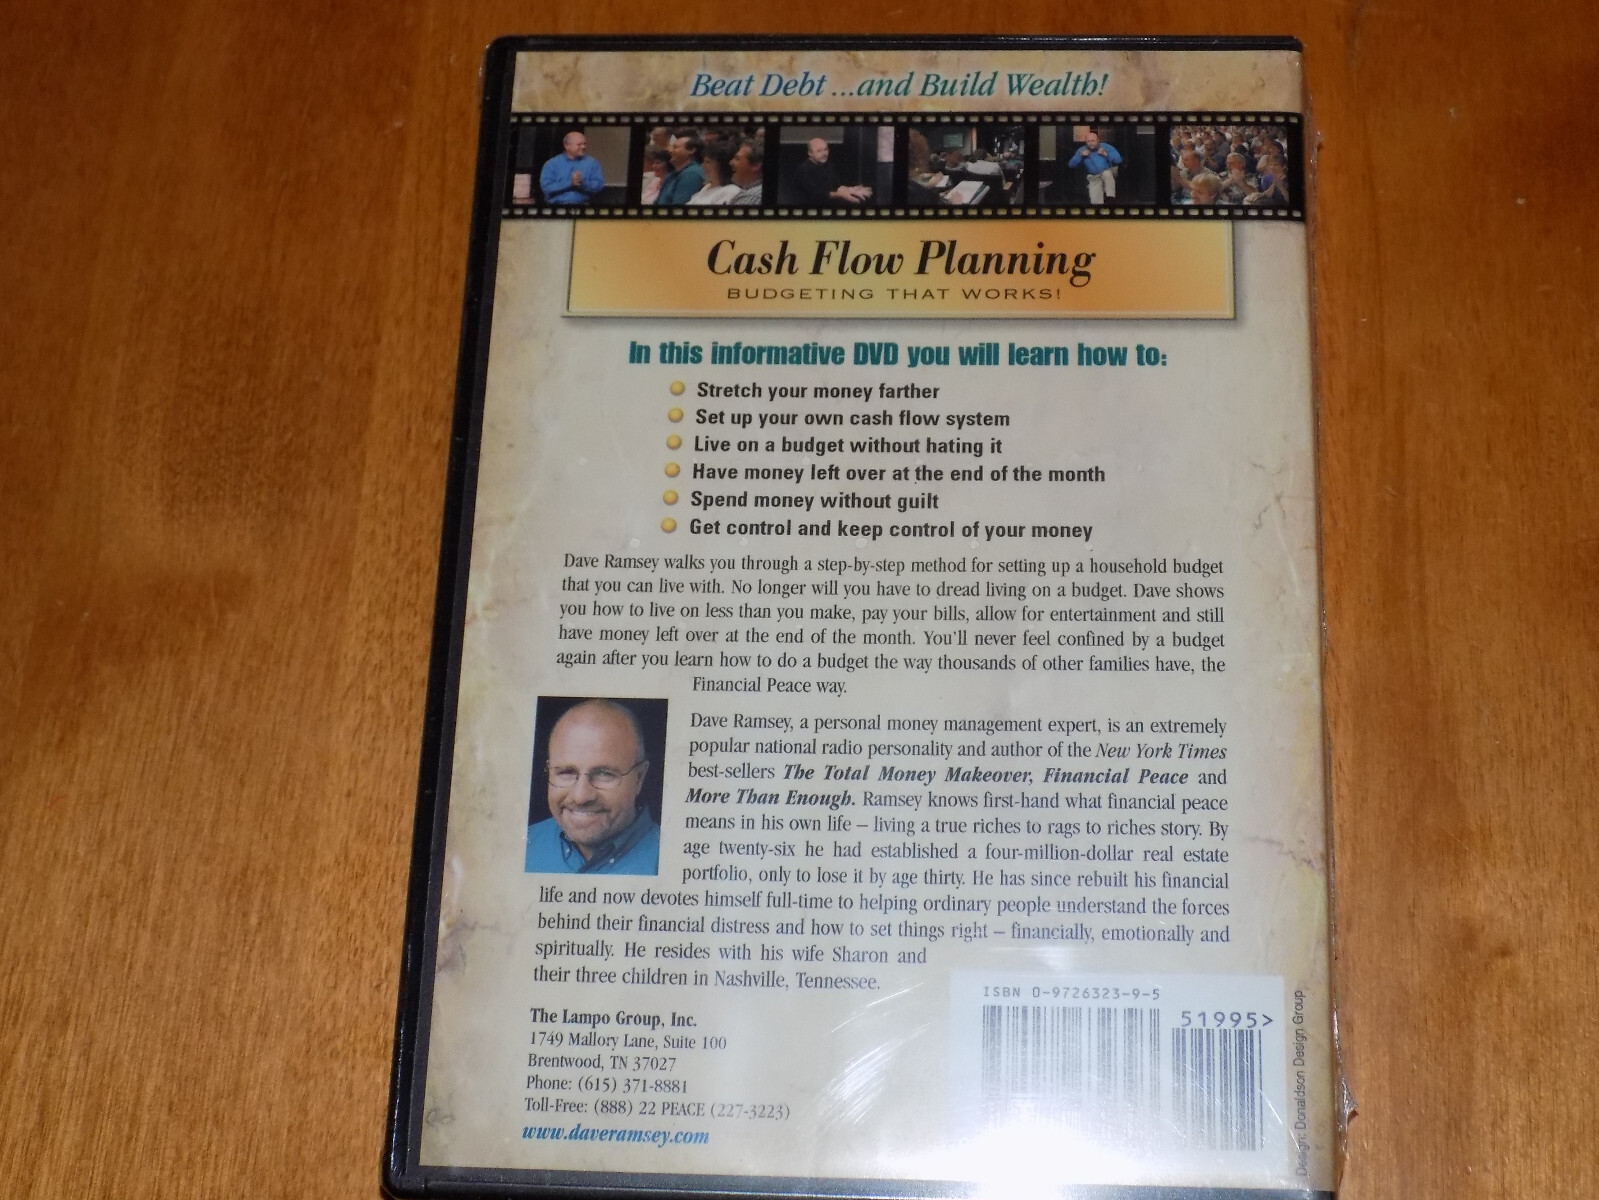 Beat Debt ...and Build Wealth!
Cash Flow Planning
BUDGETING THAT WORKS!
In this informative DVD you will learn how to:
Stretch your money farther
Set up your own cash flow system
Live on a budget without hating it
Have money left over at the end of the month
Spend money without guilt
Get control and keep control of your money
Dave Ramsey walks you through a step-by-step method for setting up a household budget
that you can live with. No longer will you have to dread living on a budget. Dave shows
you how to live on less than you make, pay your bills, allow for entertainment and still
have money left over at the end of the month. You'll never feel confined by a budget
again after you learn how to do a budget the way thousands of other families have, the
Financial Peace way.
Dave Ramsey, a personal money management expert, is an extremely
popular national radio personality and author of the New York Times
best-sellers The Total Money Makeover, Financial Peace and
More Than Enough. Ramsey knows first-hand what financial peace
means in his own life – living a true riches to rags to riches story. By
age twenty-six he had established a four-million-dollar real estate
portfolio, only to lose it by age thirty. He has since rebuilt his financial
life and now devotes himself full-time to helping ordinary people understand the forces
behind their financial distress and how to set things right – financially, emotionally and
spiritually. He resides with his wife Sharon and
their three children in Nashville, Tennessee.
The Lampo Group, Inc.
1749 Mallory Lane, Suite 100
Brentwood, TN 37027
Phone: (615) 371-8881
Toll-Free: (888) 22 PEACE (227-3223)
www.daveramsey.com
ISBN 0-9726323-9-5
51995>
Design: Donaldson Design Group